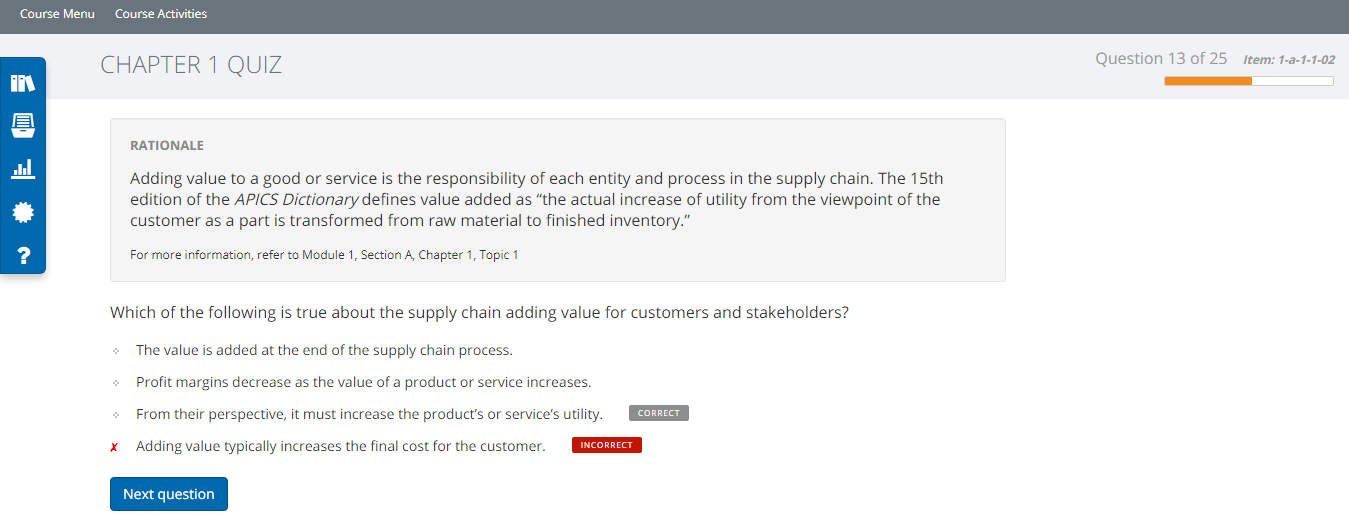 Course Menu Course Activities
CHAPTER 1 QUIZ
Question 13 of 25 Item: 1-a-1-1-02
RATIONALE
Adding value to a good or service is the responsibility of each entity and process in the supply chain. The 15th
edition of the APICS Dictionary defines value added as “the actual increase of utility from the viewpoint of the
customer as a part is transformed from raw material to finished inventory.”
For more information, refer to Module 1, Section A, Chapter 1, Topic 1
Which of the following is true about the supply chain adding value for customers and stakeholders?
The value is added at the end of the supply chain process.
Profit margins decrease as the value of a product or service increases.
From their perspective, it must increase the product’s or service’s utility. CORRECT
✗ Adding value typically increases the final cost for the customer. INCORRECT
Next question
?